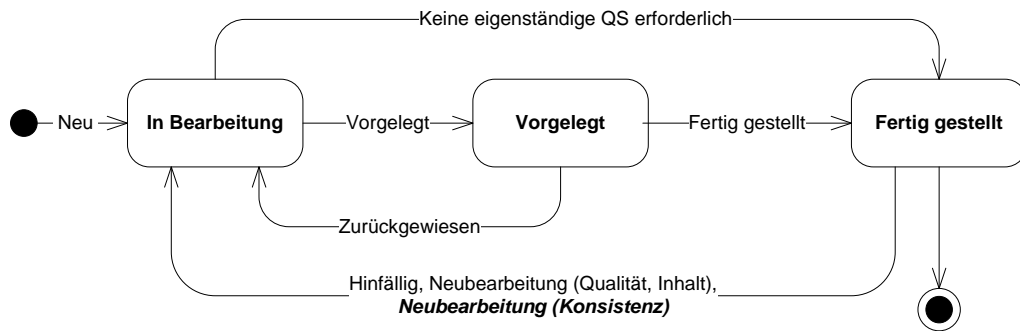 Keine eigenständige QS erforderlich
Neu
In Bearbeitung
Vorgelegt
Vorgelegt
Fertig gestellt
Fertig gestellt
Zurückgewiesen
Hinfällig, Neubearbeitung (Qualität, Inhalt),
Neubearbeitung (Konsistenz)